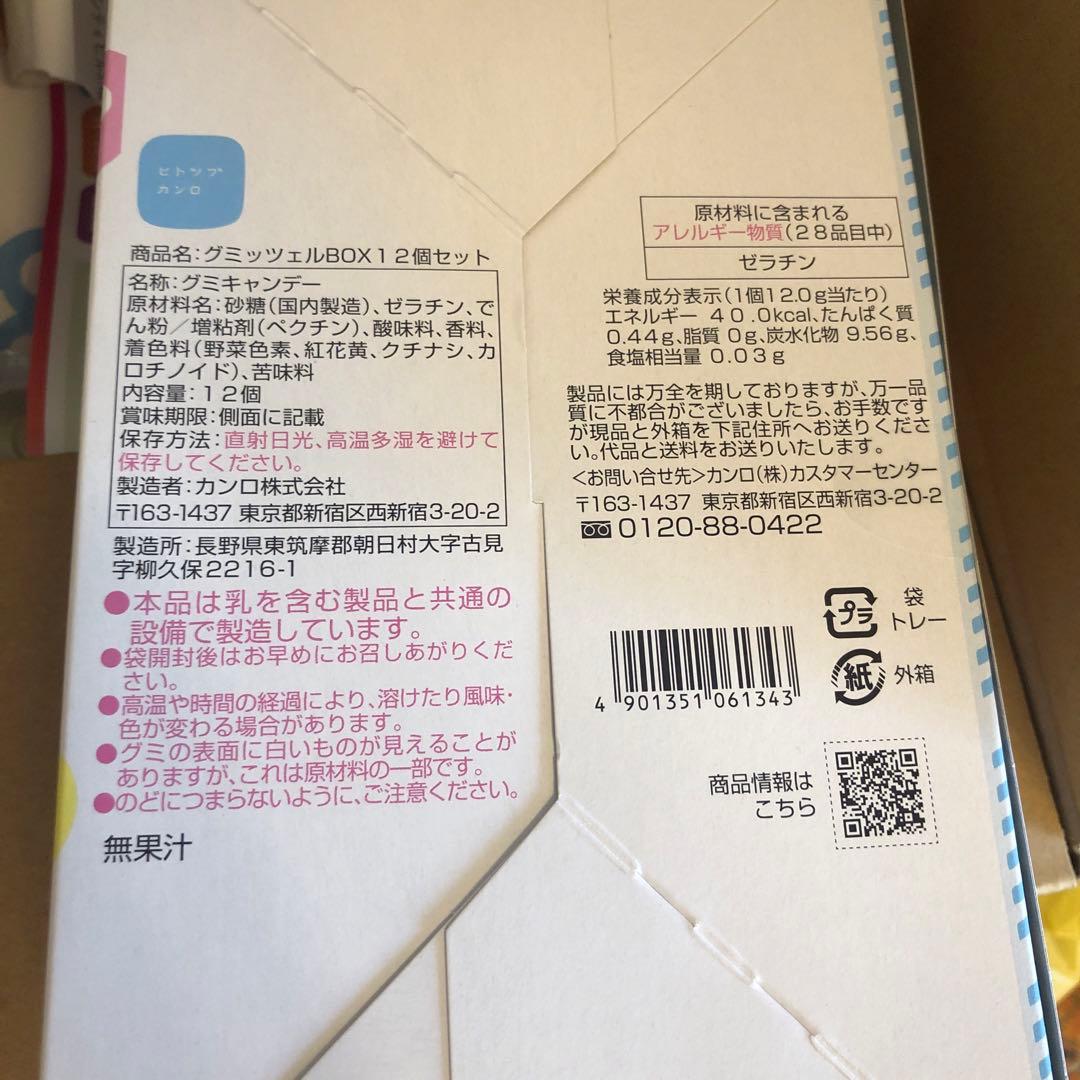 ヒトツブ
カンロ
商品名:グミッツェルBOX12個セット
名称:グミキャンデー
原材料名:砂糖(国内製造)、ゼラチン、で
ん粉/増粘剤(ペクチン)、酸味料、香料、
着色料(野菜色素、紅花黄、クチナシ、カ
ロチノイド)、苦味料
内容量:12個
賞味期限:側面に記載
保存方法:直射日光、高温多湿を避けて
保存してください。
製造者:カンロ株式会社
〒163-1437 東京都新宿区西新宿3-20-2
製造所:長野県東筑摩郡朝日村大字古見
字柳久保2216-1
●本品は乳を含む製品と共通の
設備で製造しています。
●袋開封後はお早めにお召しあがりくだ
さい。
●高温や時間の経過により、溶けたり風味・
色が変わる場合があります。
●グミの表面に白いものが見えることが
ありますが、これは原材料の一部です。
●のどにつまらないように、ご注意ください。
無果汁
原材料に含まれる
アレルギー物質(28品目中)
ゼラチン
栄養成分表示(1個12.0g当たり)
エネルギー 40.0kcal、たんぱく質
0.44g、脂質 0g、炭水化物 9.56g、
食塩相当量 0.03g
製品には万全を期しておりますが、万一品
質に不都合がございましたら、お手数です
が現品と外箱を下記住所へお送りくださ
い。代品と送料をお送りいたします。
<お問い合せ先>カンロ(株)カスタマーセンター
〒163-1437 東京都新宿区西新宿3-20-2
0120-88-0422
プラ
袋
トレー
紙
外箱
4 901351 061343
商品情報は
こちら